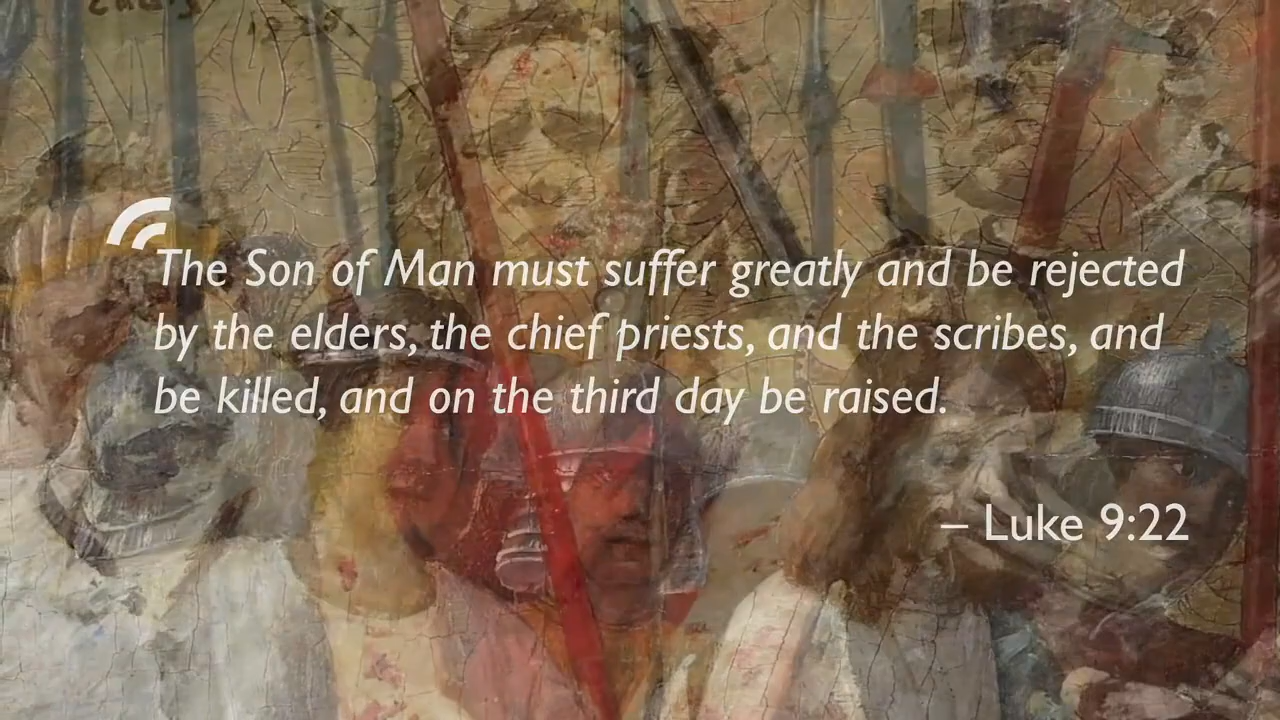 The Son of Man must suffer greatly and be rejected
by the elders, the chief priests, and the scribes, and
be killed, and on the third day be raised.
– Luke 9:22